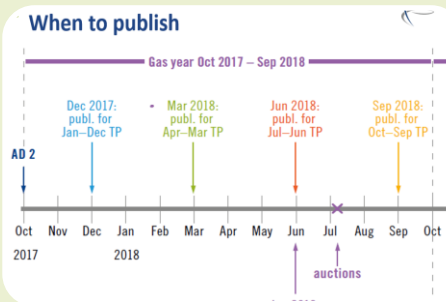 When to publish
Gas year Oct 2017 – Sep 2018
Dec 2017:
publ. for
Jan–Dec TP
Mar 2018:
publ. for
Apr–Mar TP
Jun 2018:
publ. for
Jul–Jun TP
Sep 2018:
publ. for
Oct–Sep TP
AD 2
Oct Nov Dec Jan Feb Mar Apr May Jun Jul Aug Sep Oct
2017 2018
auctions